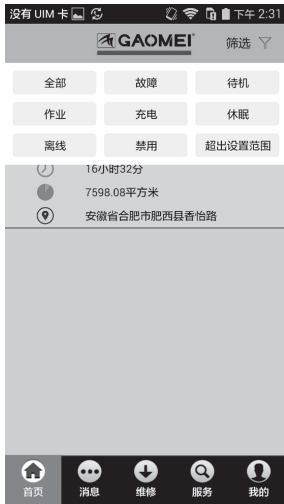 没有 UIM 卡 下午 2:31
GAOMEI 筛选
全部 故障 待机
作业 充电 休眠
离线 禁用 超出设置范围
16小时32分
7598.08平方米
安徽省合肥市肥西县香怡路
首页 消息 维修 服务 我的